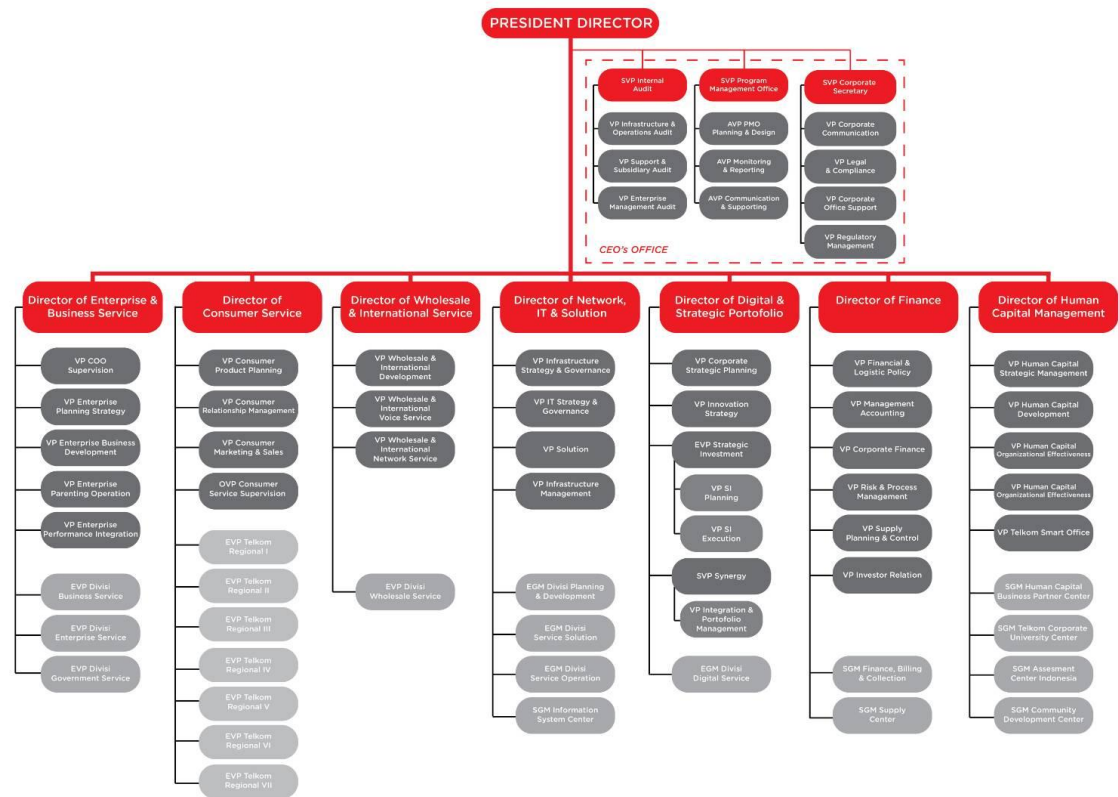 PRESIDENT DIRECTOR
SVP Internal
Audit
VP Infrastructure &
Operations Audit
VP Support &
Subsidiary Audit
VP Enterprise
Management Audit
SVP Program
Management Office
AVP PMO
Planning & Design
AVP Monitoring
& Reporting
AVP Communication
& Supporting
SVP Corporate
Secretary
VP Corporate
Communication
VP Legal
& Compliance
VP Corporate
Office Support
VP Regulatory
Management
CEO's OFFICE
Director of Enterprise &
Business Service
VP COO
Supervision
VP Enterprise
Planning Strategy
VP Enterprise Business
Development
VP Enterprise
Parenting Operation
VP Enterprise
Performance Integration
EVP Divisi
Business Service
EVP Divisi
Enterprise Service
EVP Divisi
Government Service
Director of
Consumer Service
VP Consumer
Product Planning
VP Consumer
Relationship Management
VP Consumer
Marketing & Sales
OVP Consumer
Service Supervision
EVP Telkom
Regional I
EVP Telkom
Regional II
EVP Telkom
Regional III
EVP Telkom
Regional IV
EVP Telkom
Regional V
EVP Telkom
Regional VI
EVP Telkom
Regional VII
Director of Wholesale
& International Service
VP Wholesale &
International
Development
VP Wholesale &
International
Voice Service
VP Wholesale &
International
Network Service
EVP Divisi
Wholesale Service
Director of Network,
IT & Solution
VP Infrastructure
Strategy & Governance
VP IT Strategy &
Governance
VP Solution
VP Infrastructure
Management
EGM Divisi Planning
& Development
EGM Divisi
Service Solution
EGM Divisi
Service Operation
SGM Information
System Center
Director of Digital &
Strategic Portofolio
VP Corporate
Strategic Planning
VP Innovation
Strategy
EVP Strategic
Investment
VP SI
Planning
VP SI
Execution
SVP Synergy
VP Integration &
Portofolio
Management
EGM Divisi
Digital Service
Director of Finance
VP Financial &
Logistic Policy
VP Management
Accounting
VP Corporate Finance
VP Risk & Process
Management
VP Supply
Planning & Control
VP Investor Relation
SGM Finance, Billing
& Collection
SGM Supply
Center
Director of Human
Capital Management
VP Human Capital
Strategic Management
VP Human Capital
Development
VP Human Capital
Organizational Effectiveness
VP Human Capital
Organizational Effectiveness
VP Telkom Smart Office
SGM Human Capital
Business Partner Center
SGM Telkom Corporate
University Center
SGM Assesment
Center Indonesia
SGM Community
Development Center